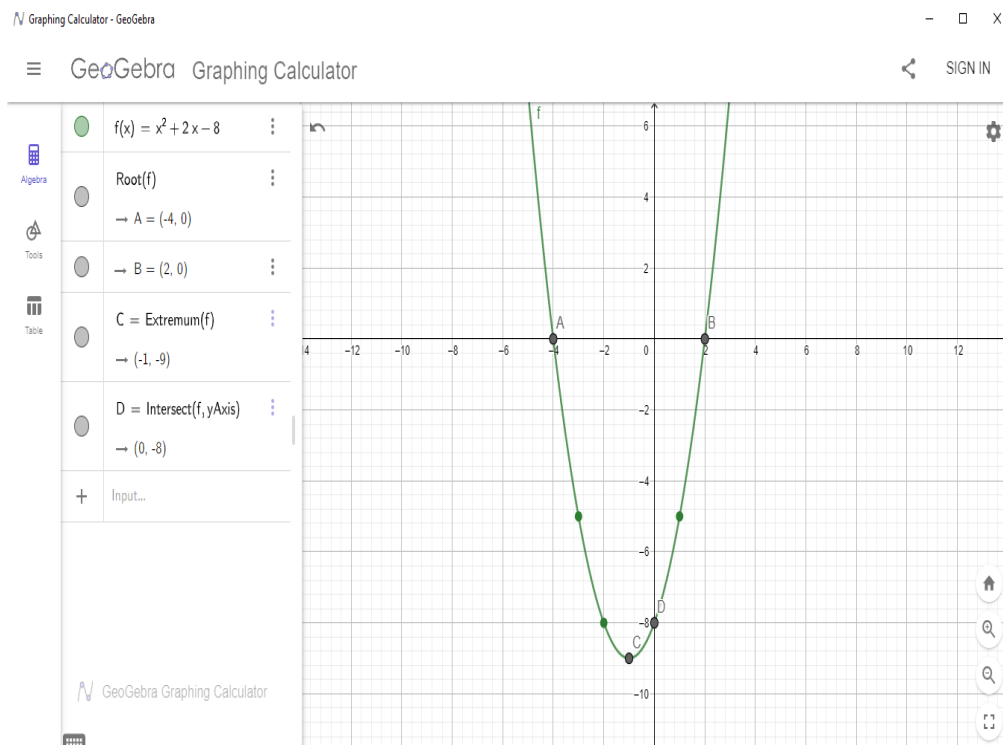 Graphing Calculator - GeoGebra
GeoGebra Graphing Calculator
SIGN IN
Algebra
Tools
Table
f(x) = x² + 2 x − 8
Root(f)
→ A = (-4, 0)
→ B = (2, 0)
C = Extremum(f)
→ (-1, -9)
D = Intersect(f, yAxis)
→ (0, -8)
+ Input...
GeoGebra Graphing Calculator
f
6
4
2
A
B
4 −12 −10 −8 −6 −4 −2 0 2 4 6 8 10 12
−2
−4
−6
D
−8
C
−10